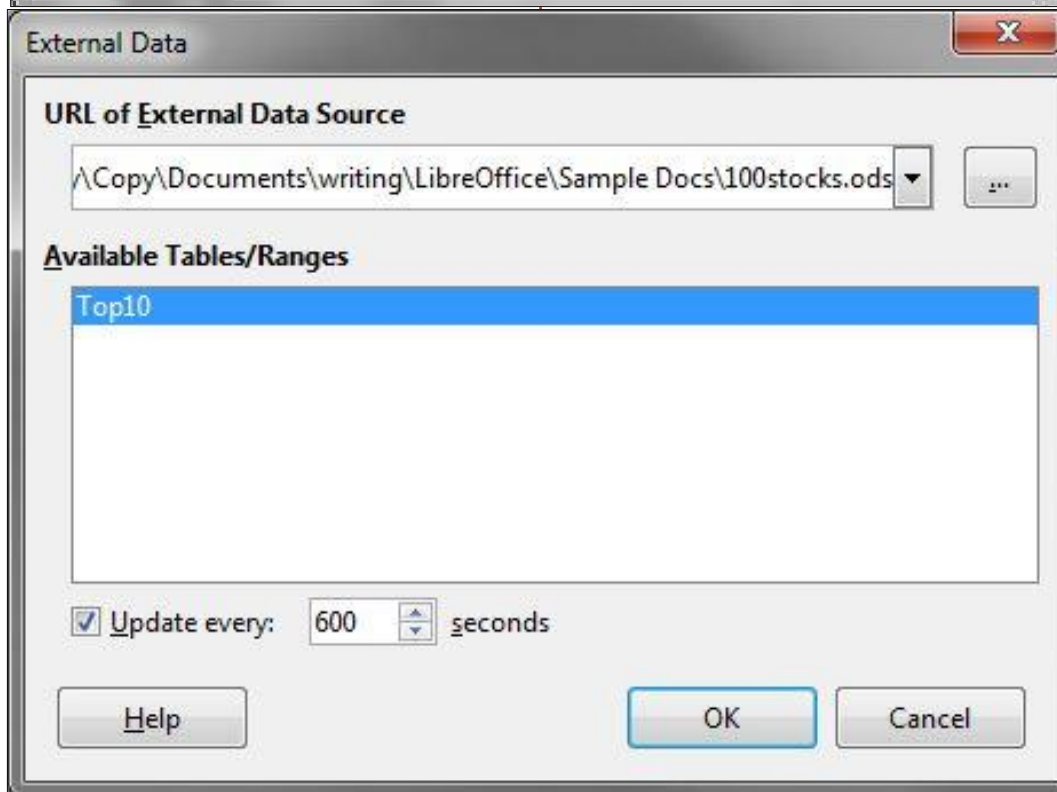 External Data
URL of External Data Source
y\Copy\Documents\writing\LibreOffice\Sample Docs\100stocks.ods
...
Available Tables/Ranges
Top10
Update every: 600 seconds
Help OK Cancel